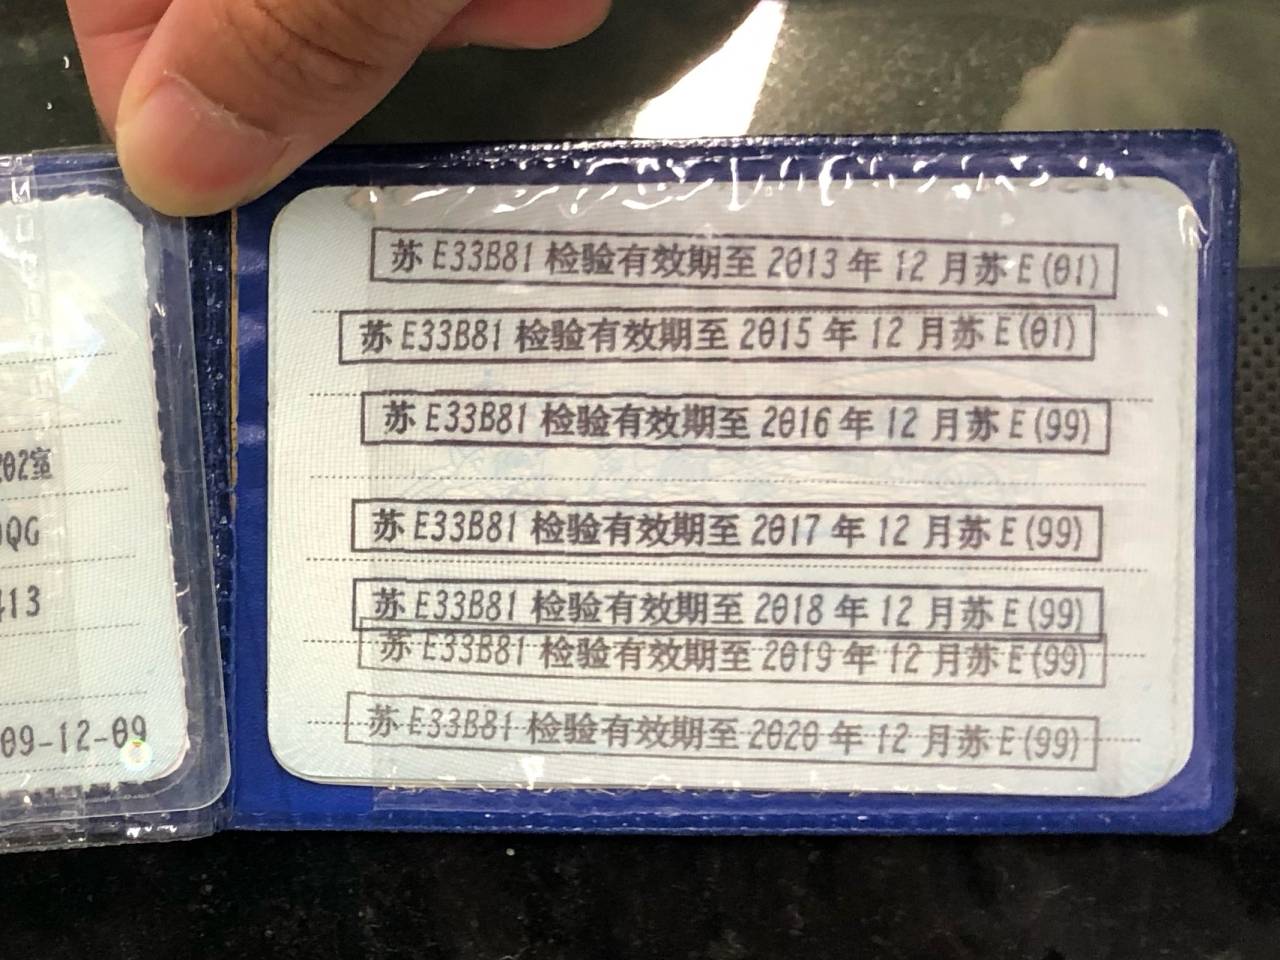 苏E33B81 检验有效期至 2013 年 12 月苏E(01)
苏E33B81 检验有效期至 2015 年 12 月苏E(01)
苏E33B81 检验有效期至 2016 年 12 月苏E(99)
苏E33B81 检验有效期至 2017 年 12 月苏E(99)
苏E33B81 检验有效期至 2018 年 12 月苏E(99)
苏E33B81 检验有效期至 2019 年 12 月苏E(99)
苏E33B81 检验有效期至 2020 年 12 月苏E(99)
202室
QG
413
09-12-09